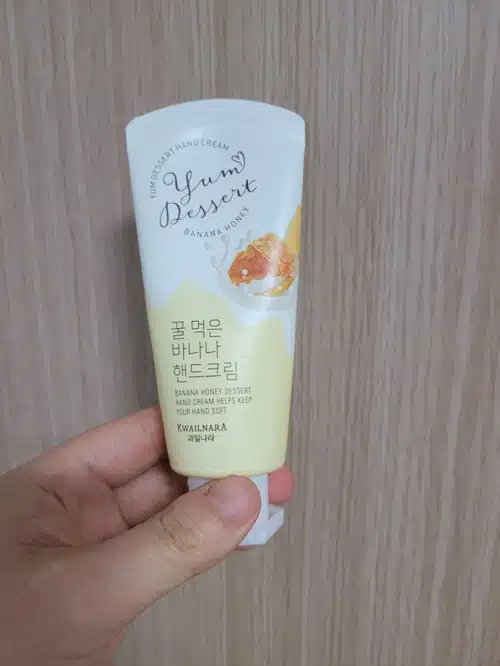 YUM DESSERT HAND CREAM
Yum
Dessert
BANANA HONEY
꿀 먹은
바나나
핸드크림
BANANA HONEY DESSERT
HAND CREAM HELPS KEEP
YOUR HAND SOFT
KWAILNARA
과일나라